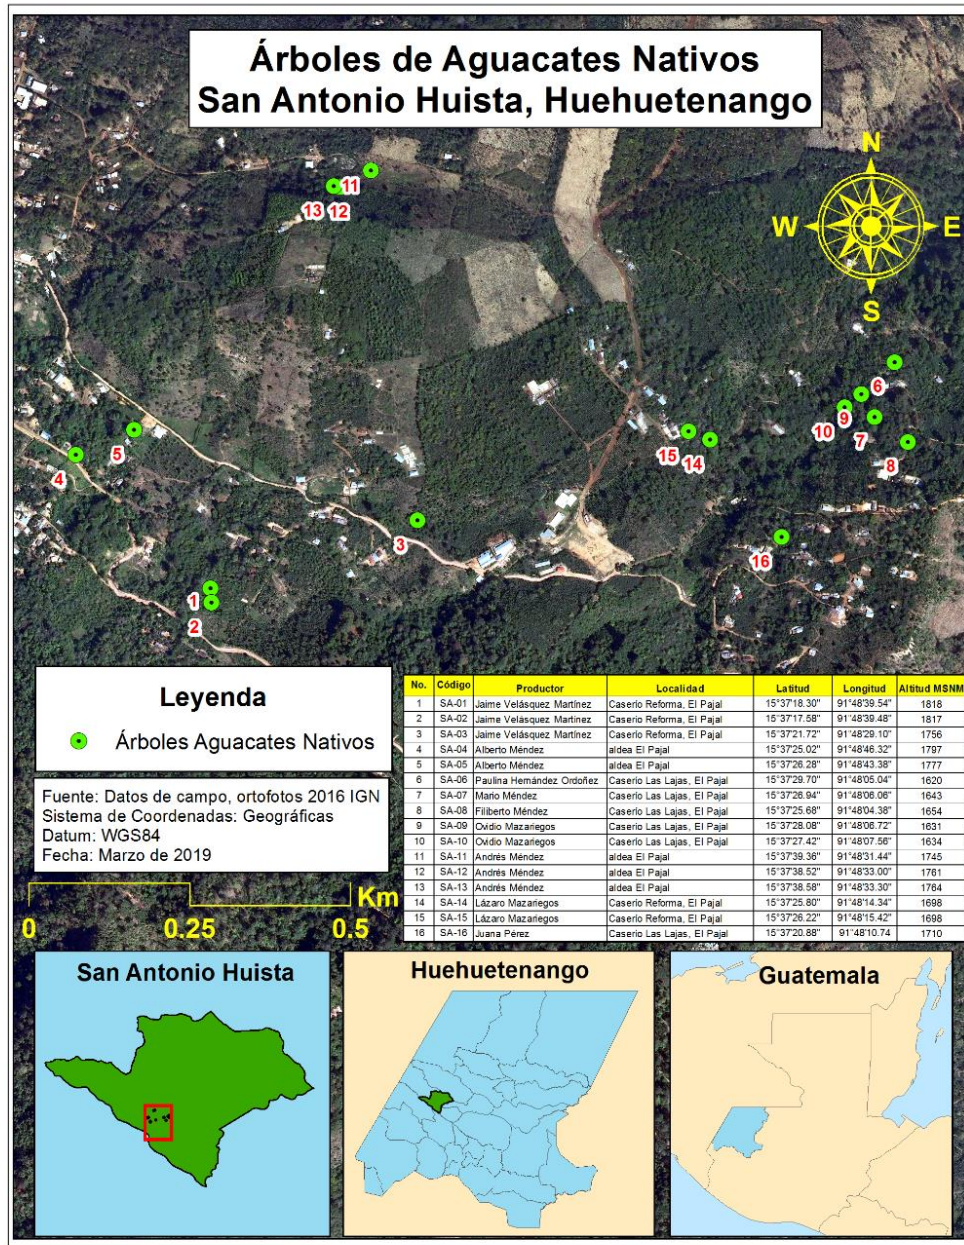 Árboles de Aguacates Nativos
San Antonio Huista, Huehuetenango
N
W E
S
11
13 12
6
9
10
7
8
5
4
15 14
3
16
1
2
Leyenda
Árboles Aguacates Nativos
Fuente: Datos de campo, ortofotos 2016 IGN
Sistema de Coordenadas: Geográficas
Datum: WGS84
Fecha: Marzo de 2019
Km
0 0.25 0.5
No. Código Productor Localidad Latitud Longitud Altitud MSNM
1 SA-01 Jaime Velásquez Martínez Caserío Reforma, El Pajal 15°37'18.30" 91°48'39.54" 1818
2 SA-02 Jaime Velásquez Martínez Caserío Reforma, El Pajal 15°37'17.58" 91°48'39.48" 1817
3 SA-03 Jaime Velásquez Martínez Caserío Reforma, El Pajal 15°37'21.72" 91°48'29.10" 1756
4 SA-04 Alberto Méndez aldea El Pajal 15°37'25.02" 91°48'46.32" 1797
5 SA-05 Alberto Méndez aldea El Pajal 15°37'26.28" 91°48'43.38" 1777
6 SA-06 Paulina Hernández Ordoñez Caserío Las Lajas, El Pajal 15°37'29.70" 91°48'05.04" 1620
7 SA-07 Mario Méndez Caserío Las Lajas, El Pajal 15°37'26.94" 91°48'06.06" 1643
8 SA-08 Filiberto Méndez Caserío Las Lajas, El Pajal 15°37'25.68" 91°48'04.38" 1654
9 SA-09 Ovidio Mazariegos Caserío Las Lajas, El Pajal 15°37'28.08" 91°48'06.72" 1631
10 SA-10 Ovidio Mazariegos Caserío Las Lajas, El Pajal 15°37'27.42" 91°48'07.56" 1634
11 SA-11 Andrés Méndez aldea El Pajal 15°37'39.36" 91°48'31.44" 1745
12 SA-12 Andrés Méndez aldea El Pajal 15°37'38.52" 91°48'33.00" 1761
13 SA-13 Andrés Méndez aldea El Pajal 15°37'38.58" 91°48'33.30" 1764
14 SA-14 Lázaro Mazariegos Caserío Reforma, El Pajal 15°37'25.80" 91°48'14.34" 1698
15 SA-15 Lázaro Mazariegos Caserío Reforma, El Pajal 15°37'26.22" 91°48'15.42" 1698
16 SA-16 Juana Pérez Caserío Las Lajas, El Pajal 15°37'20.88" 91°48'10.74 1710
San Antonio Huista
Huehuetenango
Guatemala